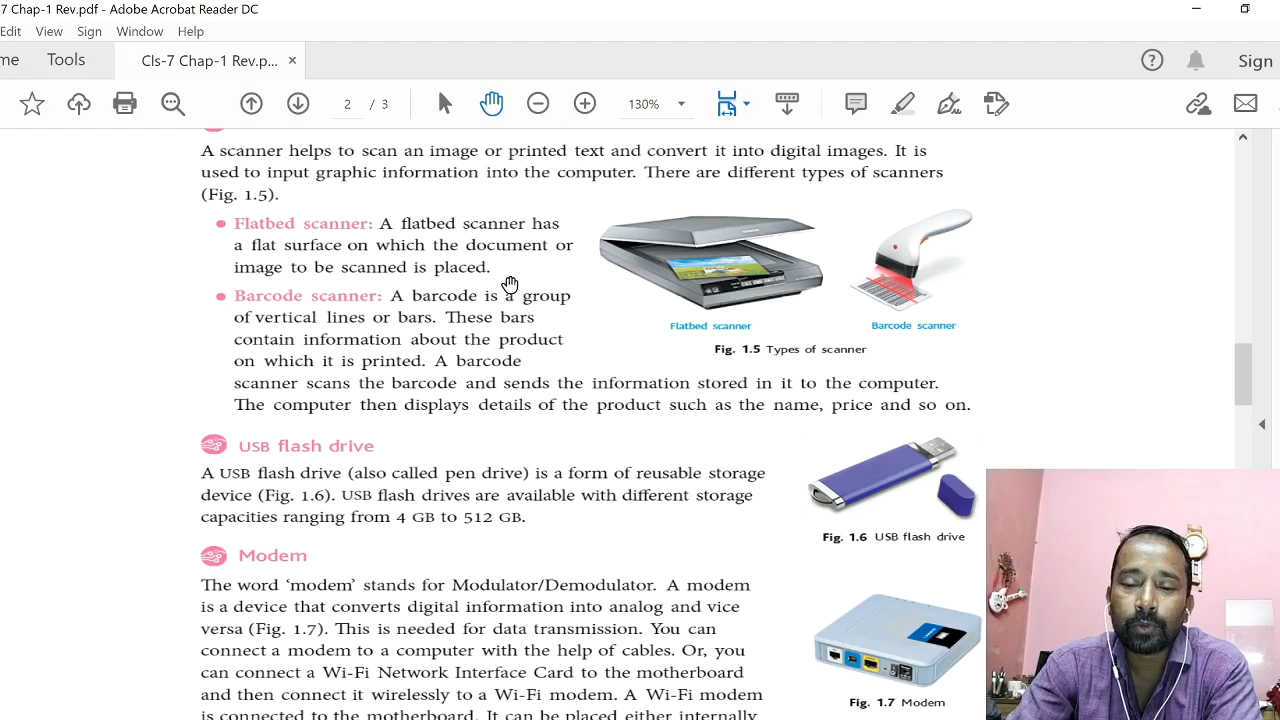 7 Chap-1 Rev.pdf - Adobe Acrobat Reader DC
Edit View Sign Window Help
me Tools Cls-7 Chap-1 Rev.p... × Sign
2 / 3 130%
A scanner helps to scan an image or printed text and convert it into digital images. It is
used to input graphic information into the computer. There are different types of scanners
(Fig. 1.5).
Flatbed scanner: A flatbed scanner has
a flat surface on which the document or
image to be scanned is placed.
Barcode scanner: A barcode is a group
of vertical lines or bars. These bars
contain information about the product
on which it is printed. A barcode
scanner scans the barcode and sends the information stored in it to the computer.
The computer then displays details of the product such as the name, price and so on.
Flatbed scanner
Barcode scanner
Fig. 1.5 Types of scanner
USB flash drive
A USB flash drive (also called pen drive) is a form of reusable storage
device (Fig. 1.6). USB flash drives are available with different storage
capacities ranging from 4 GB to 512 GB.
Fig. 1.6 USB flash drive
Modem
The word ‘modem’ stands for Modulator/Demodulator. A modem
is a device that converts digital information into analog and vice
versa (Fig. 1.7). This is needed for data transmission. You can
connect a modem to a computer with the help of cables. Or, you
can connect a Wi-Fi Network Interface Card to the motherboard
and then connect it wirelessly to a Wi-Fi modem. A Wi-Fi modem
is connected to the motherboard. It can be placed either internally
Fig. 1.7 Modem